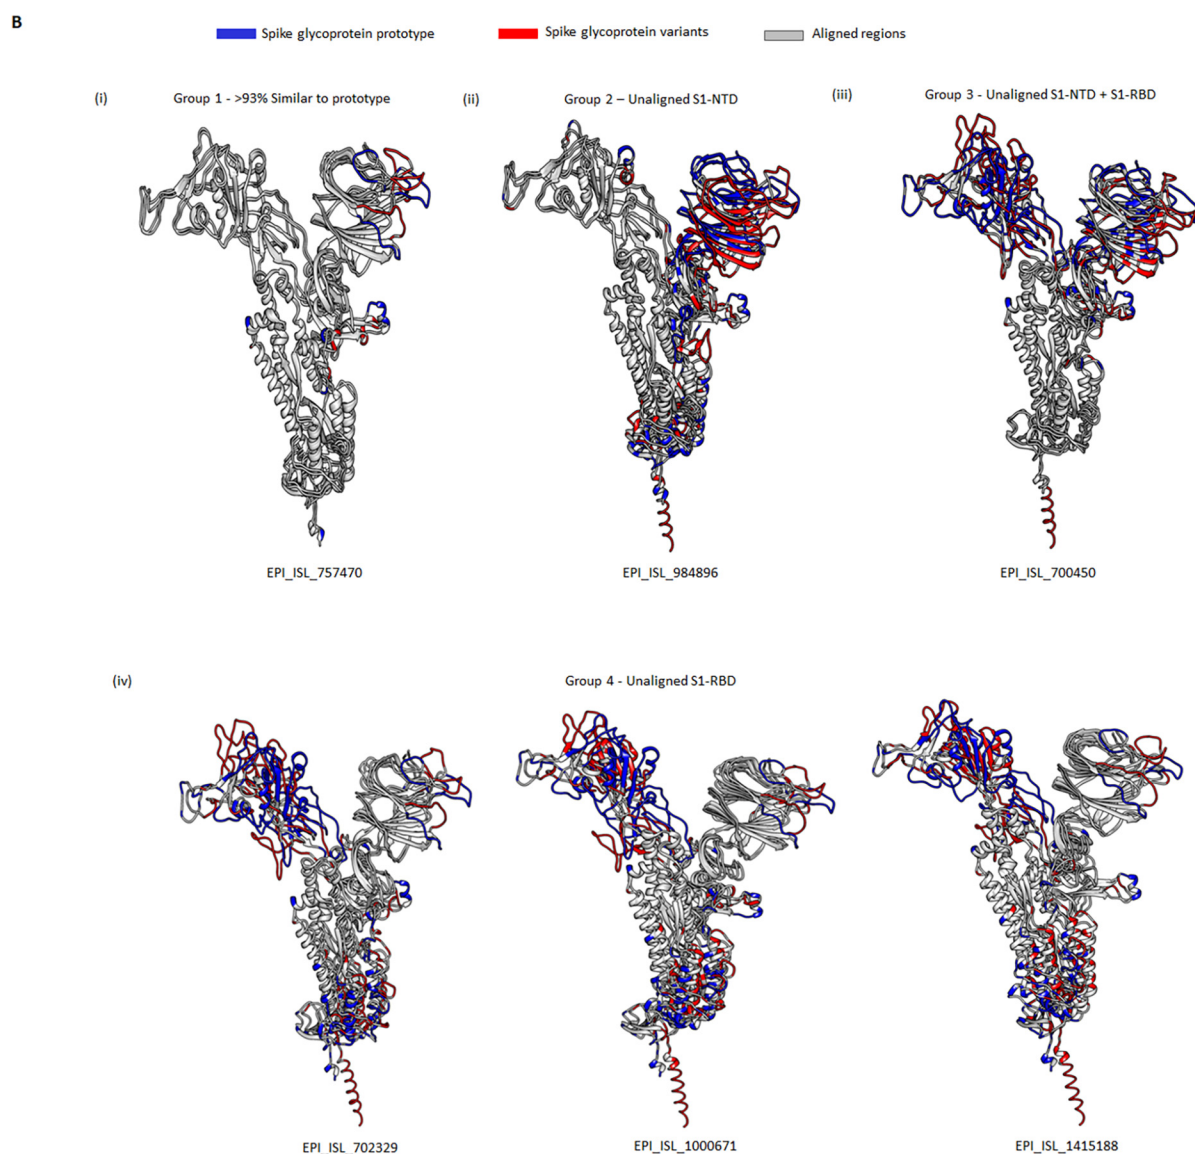 B
Spike glycoprotein prototype
Spike glycoprotein variants
Aligned regions
(i)
Group 1 - >93% Similar to prototype
(ii)
Group 2 – Unaligned S1-NTD
(iii)
Group 3 - Unaligned S1-NTD + S1-RBD
EPI_ISL_757470
EPI_ISL_984896
EPI_ISL_700450
(iv)
Group 4 - Unaligned S1-RBD
EPI_ISL_702329
EPI_ISL_1000671
EPI_ISL_1415188